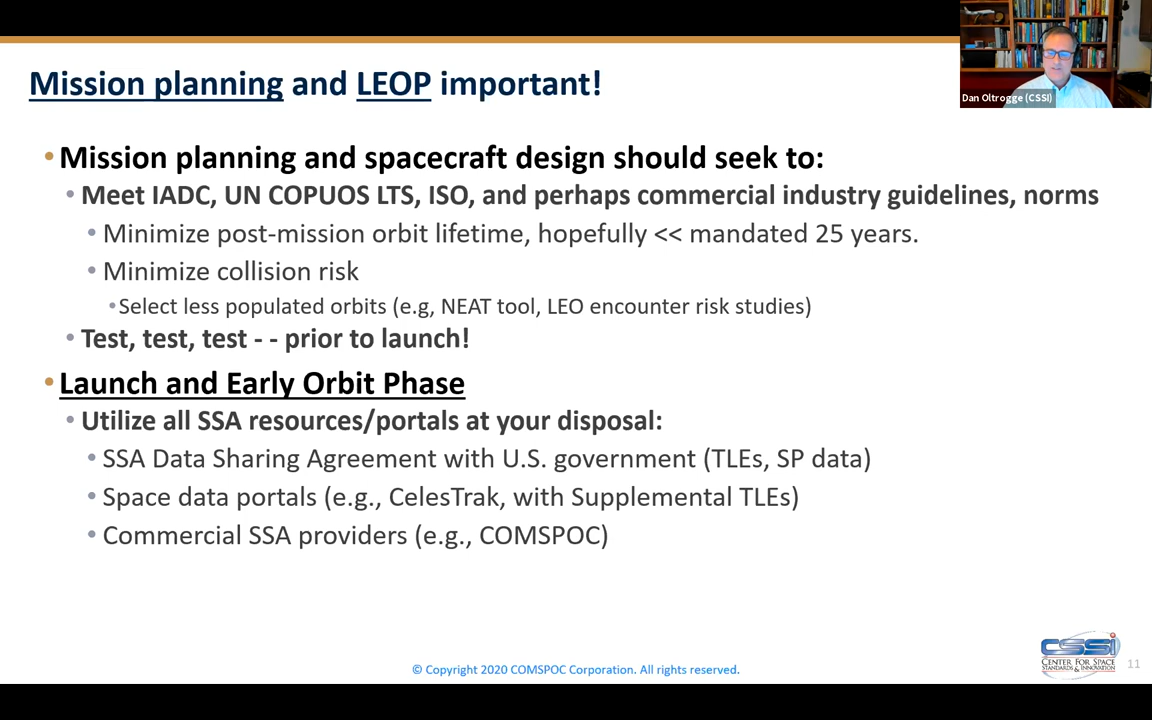 Dan Oltrogge (CSSI)
Mission planning and LEOP important!
•Mission planning and spacecraft design should seek to:
• Meet IADC, UN COPUOS LTS, ISO, and perhaps commercial industry guidelines, norms
• Minimize post-mission orbit lifetime, hopefully << mandated 25 years.
• Minimize collision risk
•Select less populated orbits (e.g, NEAT tool, LEO encounter risk studies)
• Test, test, test - - prior to launch!
•Launch and Early Orbit Phase
• Utilize all SSA resources/portals at your disposal:
• SSA Data Sharing Agreement with U.S. government (TLEs, SP data)
• Space data portals (e.g., CelesTrak, with Supplemental TLEs)
• Commercial SSA providers (e.g., COMSPOC)
© Copyright 2020 COMSPOC Corporation. All rights reserved.
CSSI
CENTER FOR SPACE
STANDARDS & INNOVATION
11